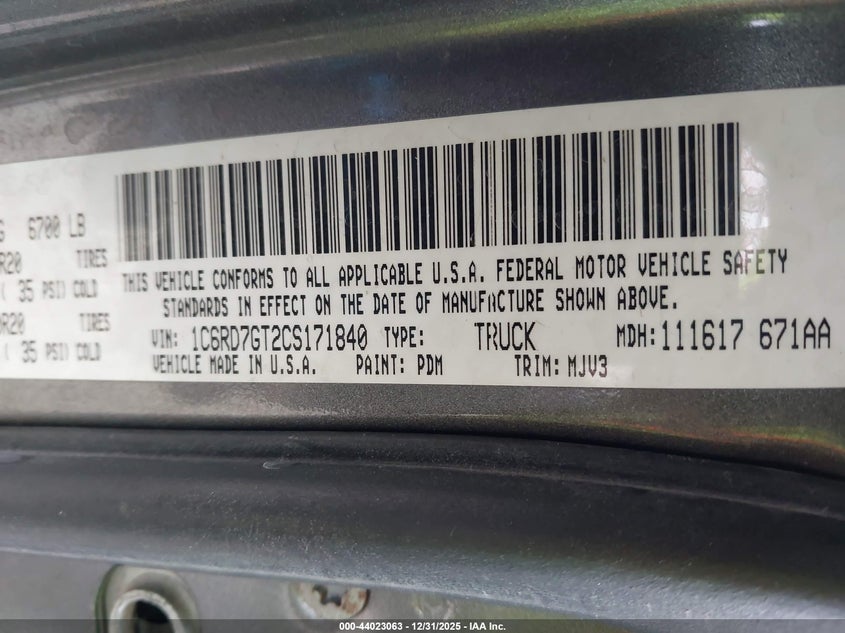 G 6700 LB
R20 TIRES
( 35 PSI) COLD
R20 TIRES
( 35 PSI) COLD
THIS VEHICLE CONFORMS TO ALL APPLICABLE U.S.A. FEDERAL MOTOR VEHICLE SAFETY
STANDARDS IN EFFECT ON THE DATE OF MANUFACTURE SHOWN ABOVE.
VIN: 1C6RD7GT2CS171840 TYPE: TRUCK MDH: 111617 671AA
VEHICLE MADE IN U.S.A. PAINT: PDM TRIM: MJV3
000-44023063 - 12/31/2025 - IAA Inc.